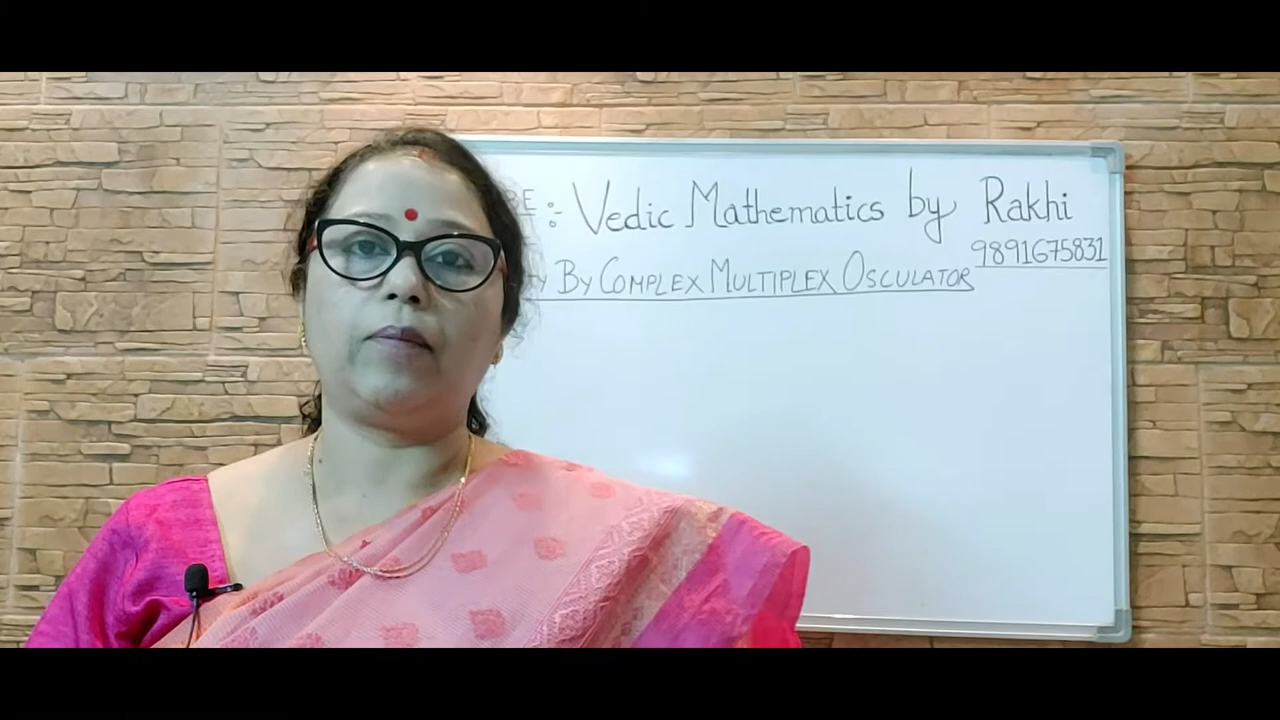 :- Vedic Mathematics by Rakhi
9891675831
By Complex Multiplex Osculator